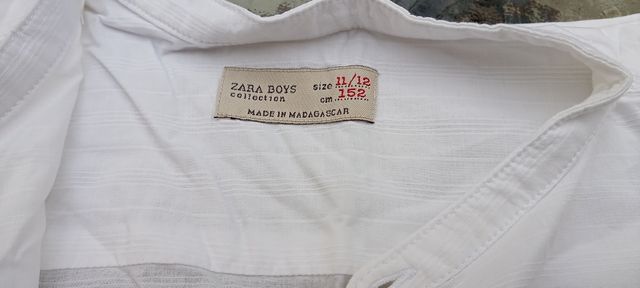 ZARA BOYS size 11/12
collection cm 152
MADE IN MADAGASCAR